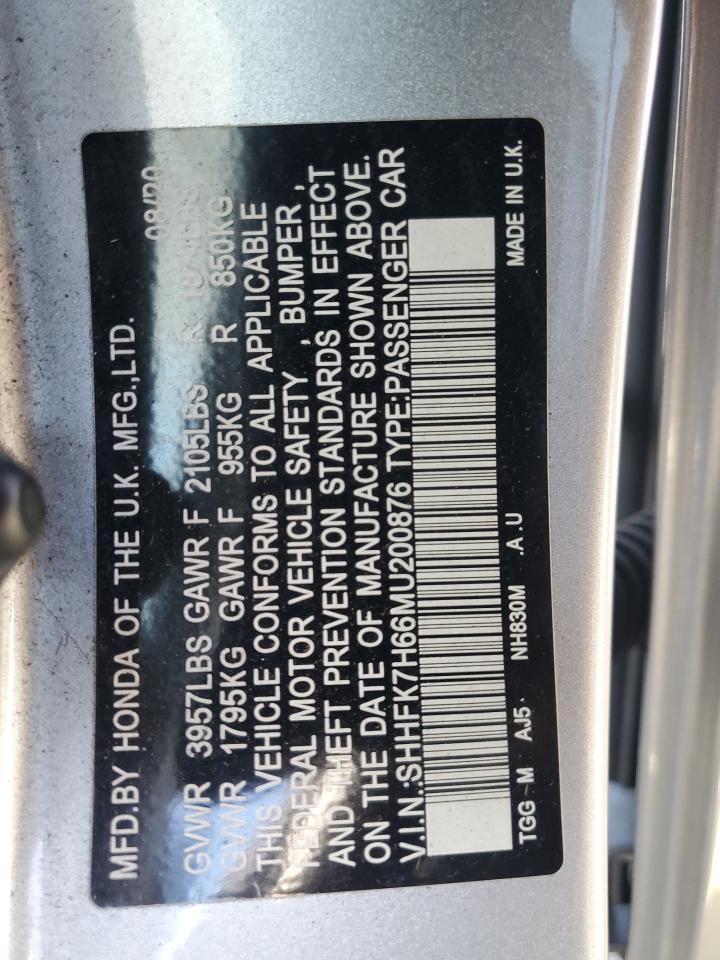 MFD.BY HONDA OF THE U.K. MFG.,LTD. 08/20
GVWR 3957LBS GAWR F 2105LBS R
GVWR 1795KG GAWR F 955KG R 850KG
THIS VEHICLE CONFORMS TO ALL APPLICABLE
FEDERAL MOTOR VEHICLE SAFETY , BUMPER ,
AND THEFT PREVENTION STANDARDS IN EFFECT
ON THE DATE OF MANUFACTURE SHOWN ABOVE.
V.I.N.:SHHFK7H66MU200876 TYPE:PASSENGER CAR
TGG - M AJ5 · NH830M .A.U MADE IN U.K.